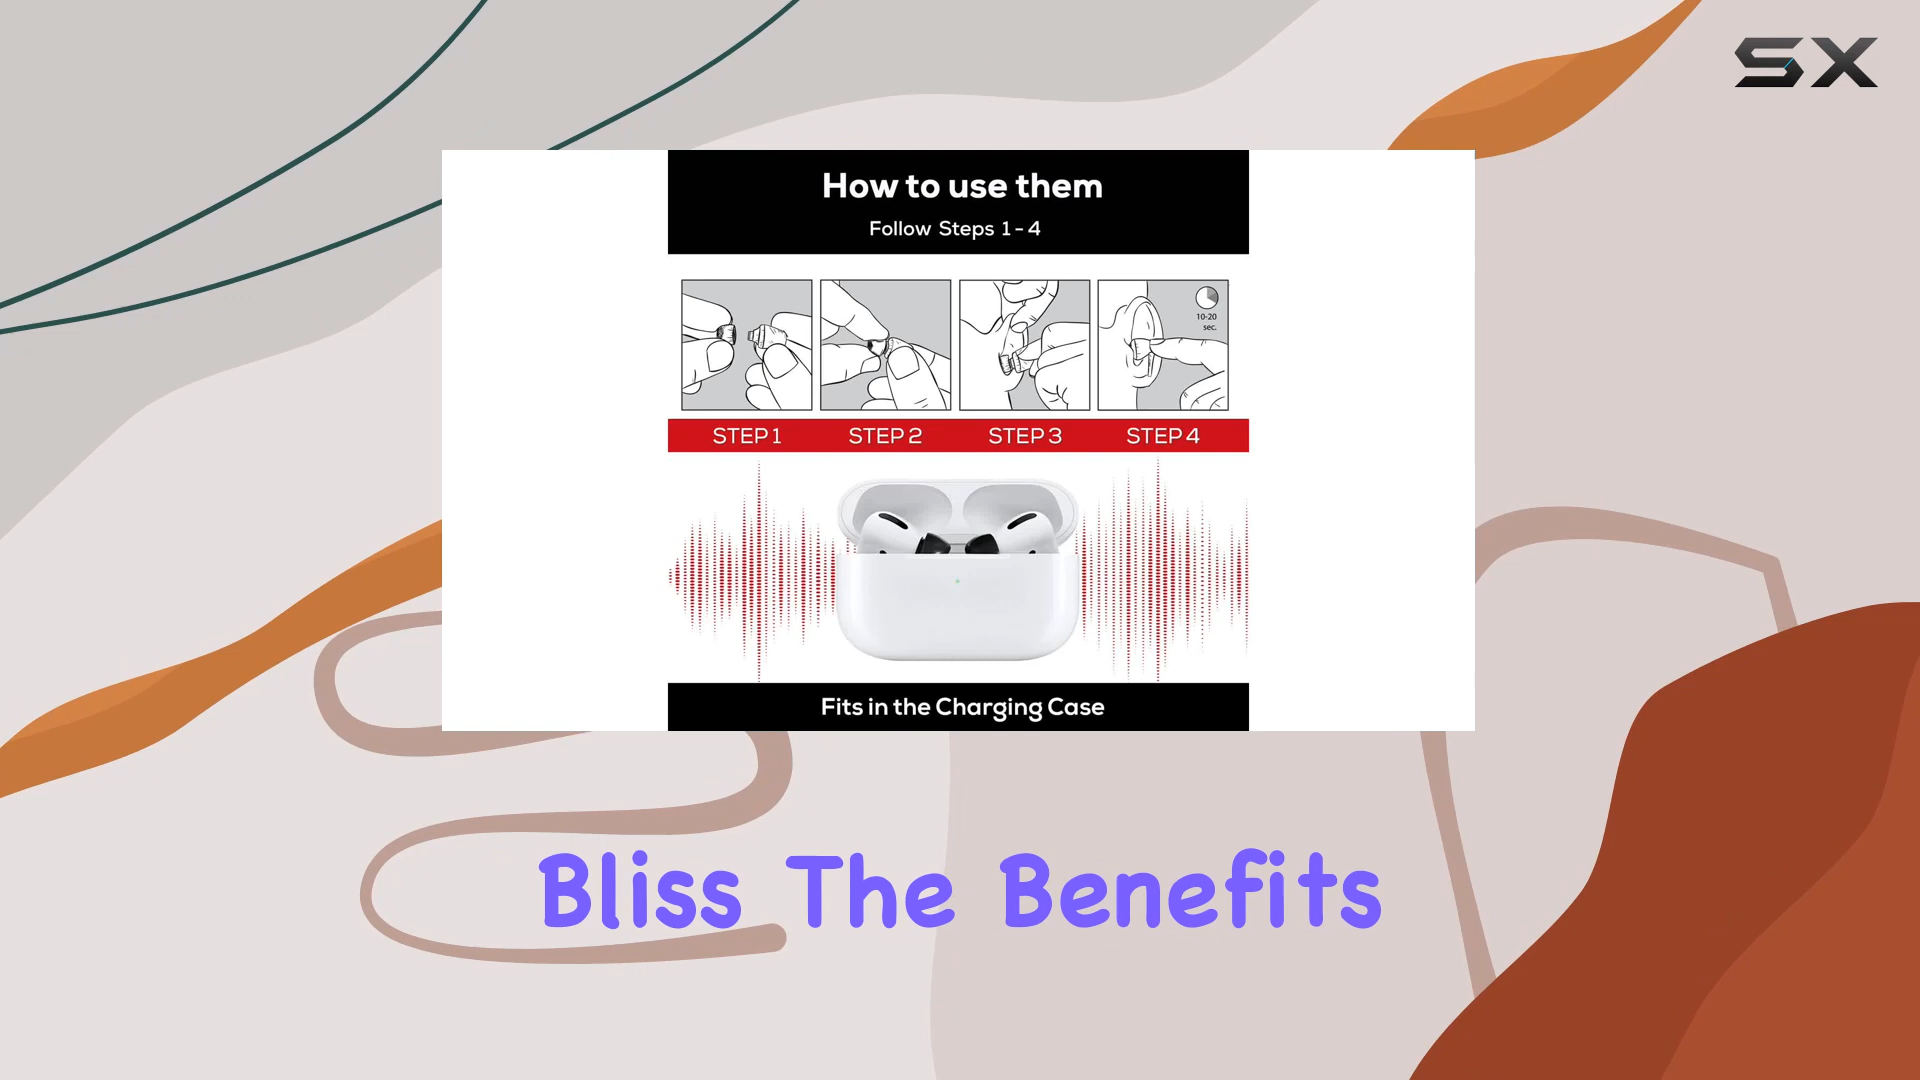 SX
How to use them
Follow Steps 1 - 4
10-20
sec.
STEP 1 STEP 2 STEP 3 STEP 4
Fits in the Charging Case
Bliss The Benefits